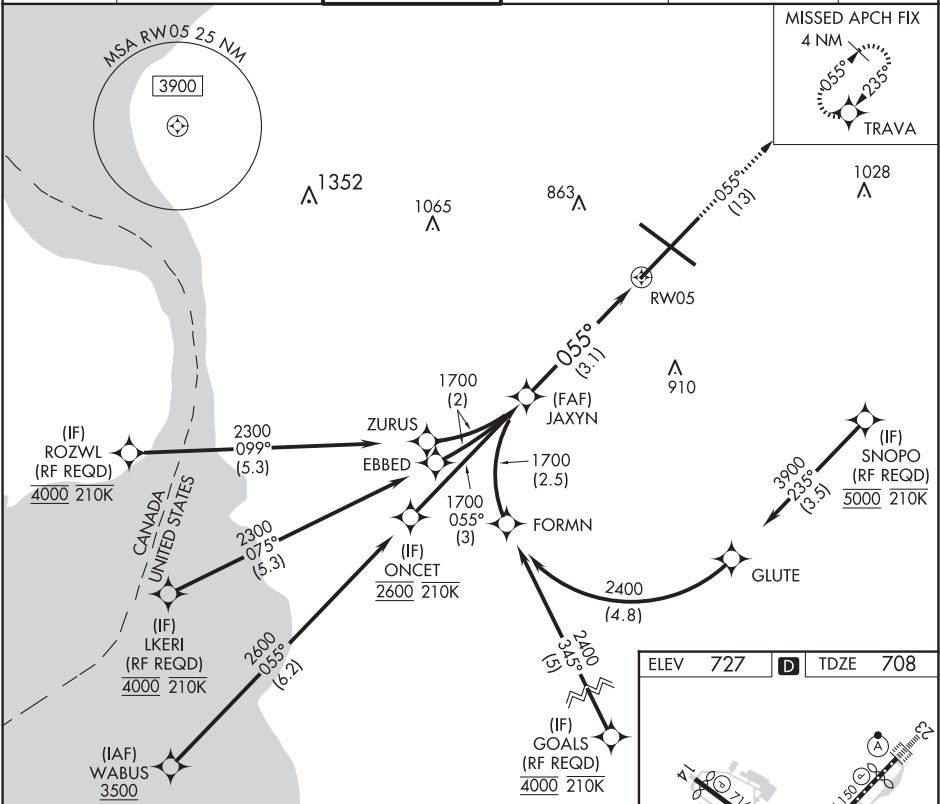 MSA RW05 25 NM
3900
MISSED APCH FIX
4 NM
055°
235°
TRAVA
1352
1065
863
1028
055°
(13)
RW05
055°
(3.1)
910
1700
(2)
(FAF)
JAXYN
ZURUS
EBBED
(IF)
ROZWL
(RF REQD)
4000 210K
2300
099°
(5.3)
1700
(2.5)
1700
055°
(3)
FORMN
(IF)
SNOPO
(RF REQD)
5000 210K
3900
235°
(3.5)
CANADA
UNITED STATES
2300
075°
(5.3)
(IF)
ONCET
2600 210K
GLUTE
2400
(4.8)
(IF)
LKERI
(RF REQD)
4000 210K
2600
055°
(6.2)
2400
345°
(5)
(IF)
GOALS
(RF REQD)
4000 210K
(IAF)
WABUS
3500
ELEV 727 D TDZE 708
A
23
14
P
P